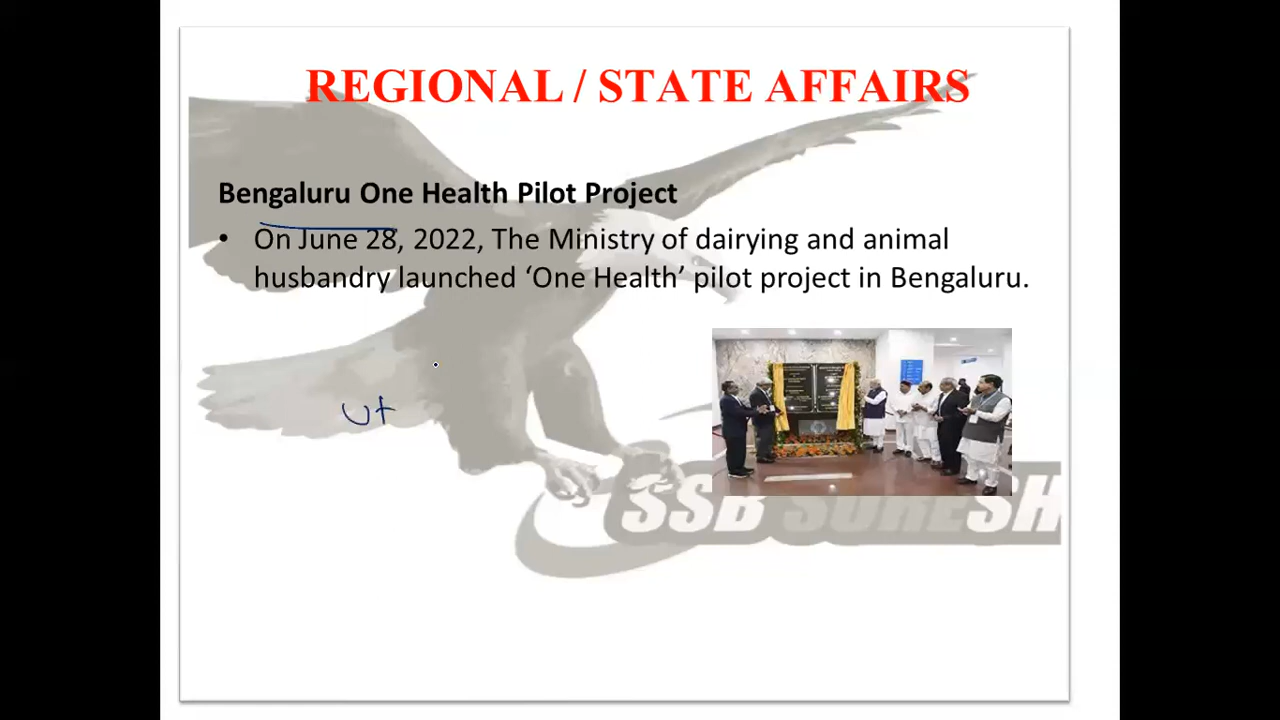 REGIONAL / STATE AFFAIRS
Bengaluru One Health Pilot Project
• On June 28, 2022, The Ministry of dairying and animal
husbandry launched ‘One Health’ pilot project in Bengaluru.
SSB SURESH